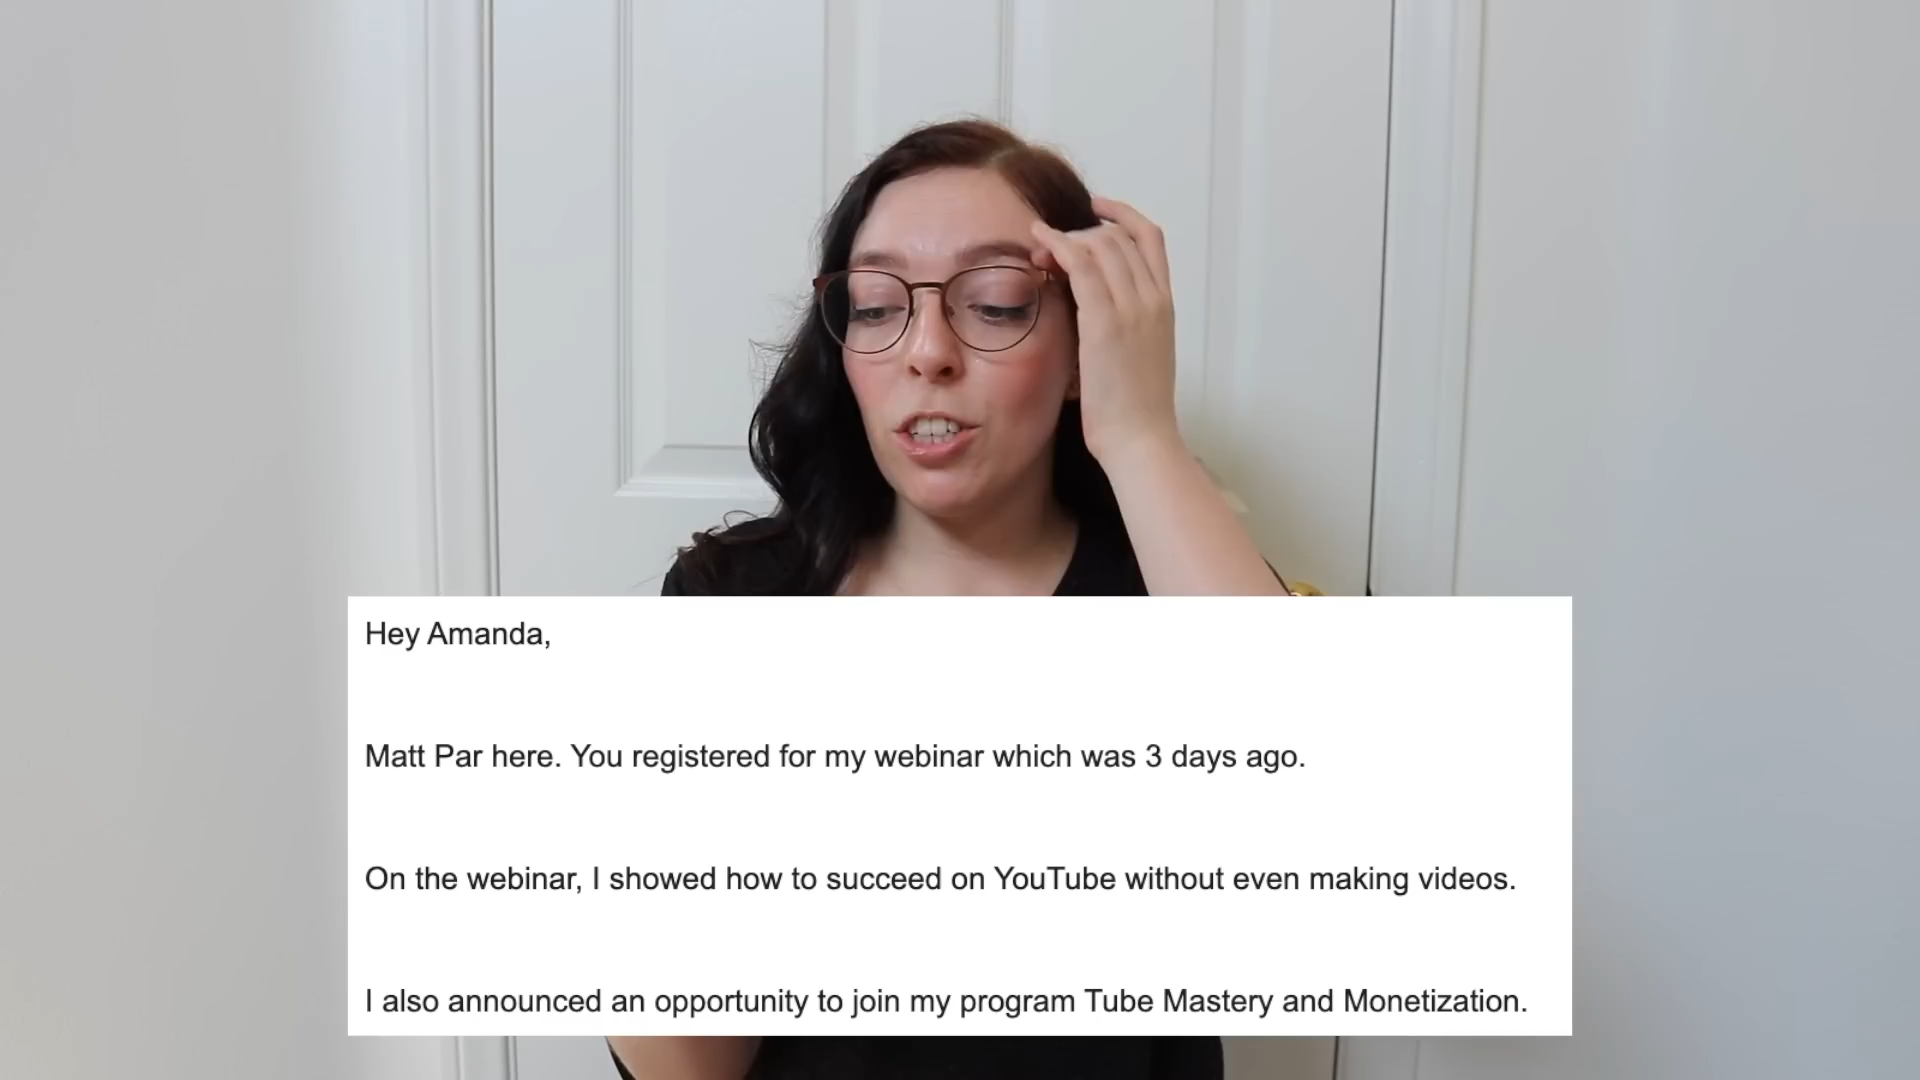 Hey Amanda,
Matt Par here. You registered for my webinar which was 3 days ago.
On the webinar, I showed how to succeed on YouTube without even making videos.
I also announced an opportunity to join my program Tube Mastery and Monetization.